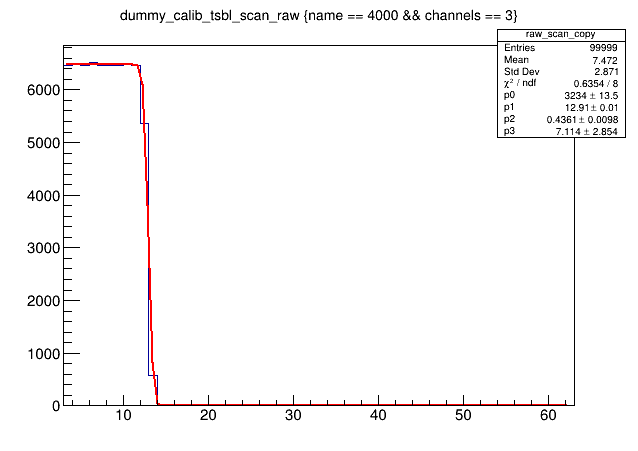 dummy_calib_tsbl_scan_raw {name == 4000 && channels == 3}
raw_scan_copy
Entries 99999
Mean 7.472
Std Dev 2.871
χ² / ndf 0.6354 / 8
p0 3234 ± 13.5
p1 12.91 ± 0.01
p2 0.4361 ± 0.0098
p3 7.114 ± 2.854
6000
5000
4000
3000
2000
1000
0
10 20 30 40 50 60